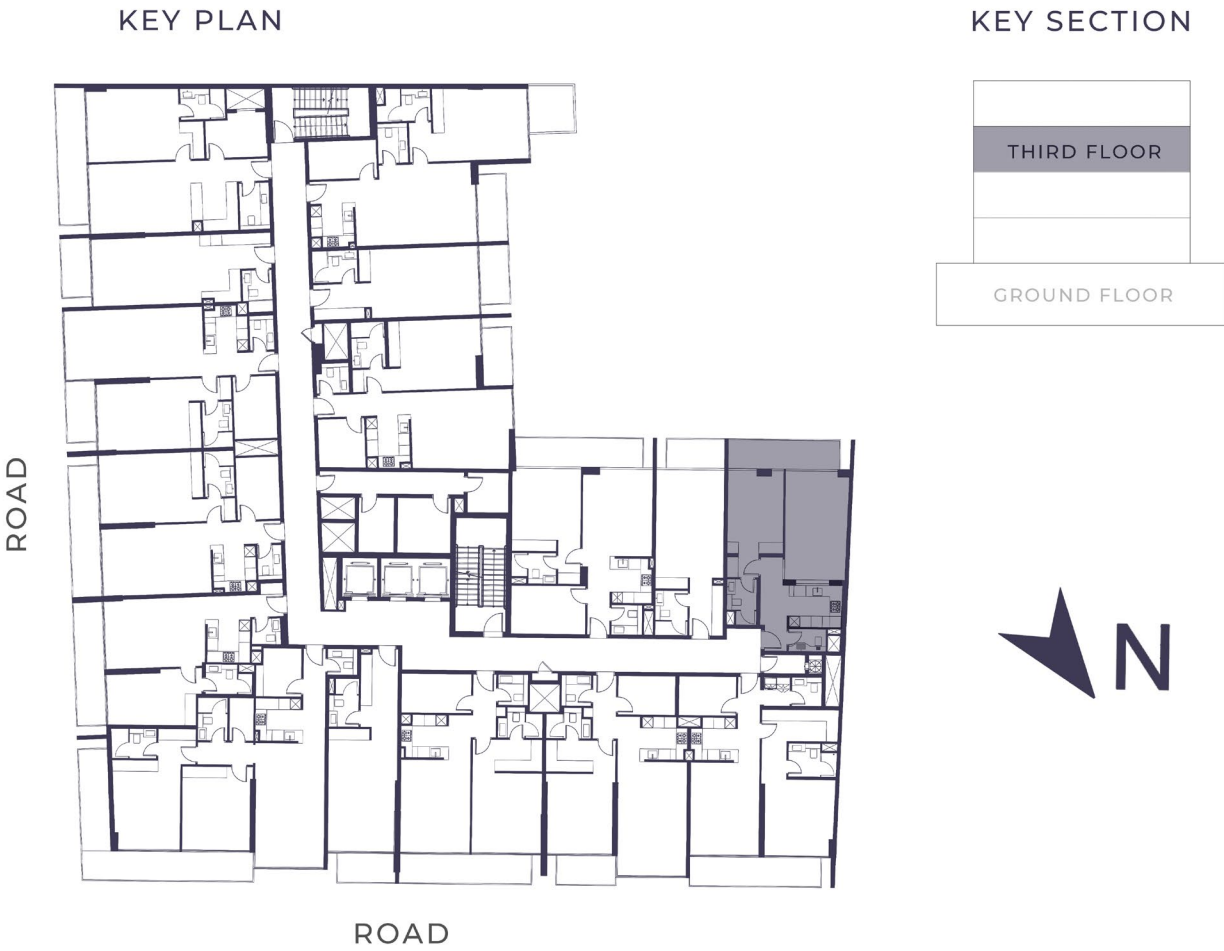 KEY PLAN
KEY SECTION
THIRD FLOOR
GROUND FLOOR
ROAD
N
ROAD